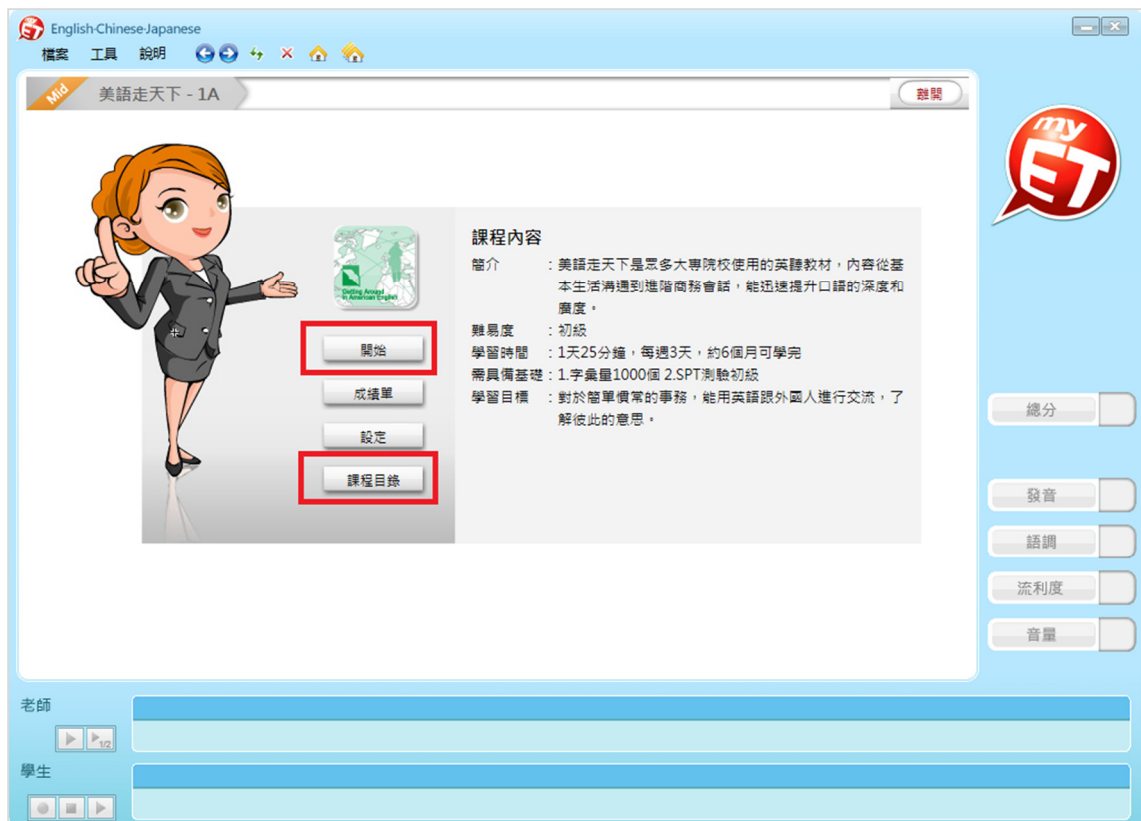 English-Chinese-Japanese
檔案 工具 說明
Mid 美語走天下 - 1A 離開
my ET
Getting Around
in American English
開始
成績單
設定
課程目錄
課程內容
簡介 :美語走天下是眾多大專院校使用的英聽教材，內容從基
本生活溝通到進階商務會話，能迅速提升口語的深度和
廣度。
難易度 :初級
學習時間 :1天25分鐘，每週3天，約6個月可學完
需具備基礎:1.字彙量1000個 2.SPT測驗初級
學習目標 :對於簡單慣常的事務，能用英語跟外國人進行交流，了
解彼此的意思。
總分
發音
語調
流利度
音量
老師
1/2
學生